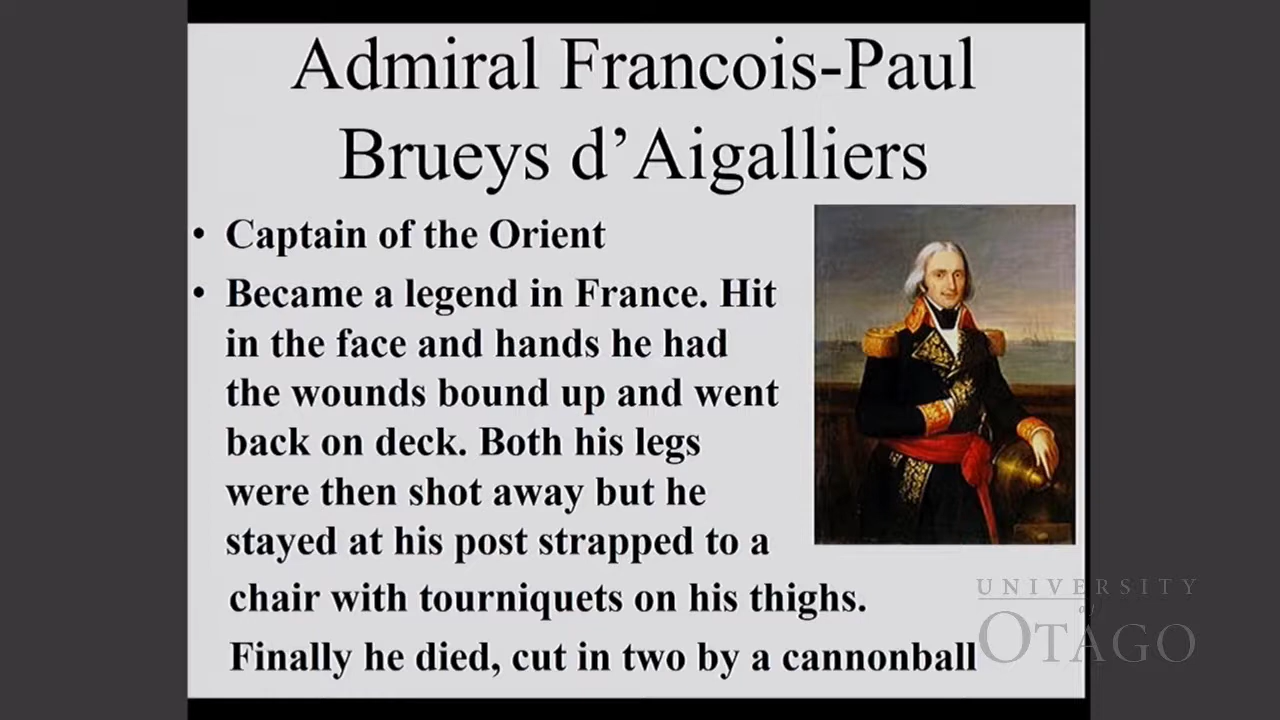 Admiral Francois-Paul
Brueys d’Aigalliers
• Captain of the Orient
• Became a legend in France. Hit
in the face and hands he had
the wounds bound up and went
back on deck. Both his legs
were then shot away but he
stayed at his post strapped to a
chair with tourniquets on his thighs.
Finally he died, cut in two by a cannonball
UNIVERSITY
of
OTAGO